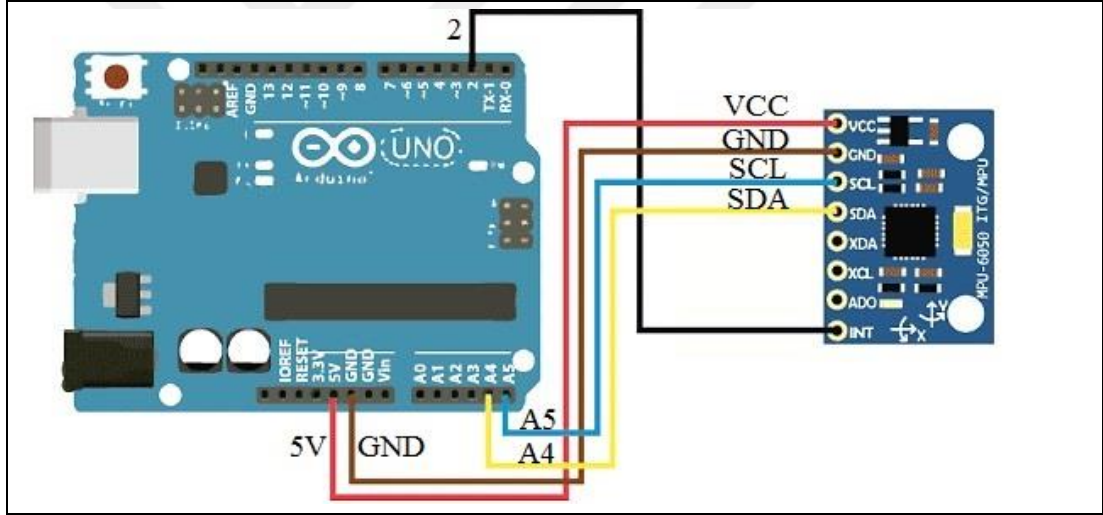 2
AREF
GND
13
12
~11
~10
~9
8
7
~6
~5
4
~3
2
TX-1
RX-0
UNO
Arduino
VCC
GND
SCL
SDA
VCC
GND
SCL
SDA
XDA
XCL
ADO
INT
MPU-6050 ITG/MPU
X
Y
IOREF
RESET
3.3V
5V
GND
GND
Vin
A0
A1
A2
A3
A4
A5
5V
GND
A5
A4